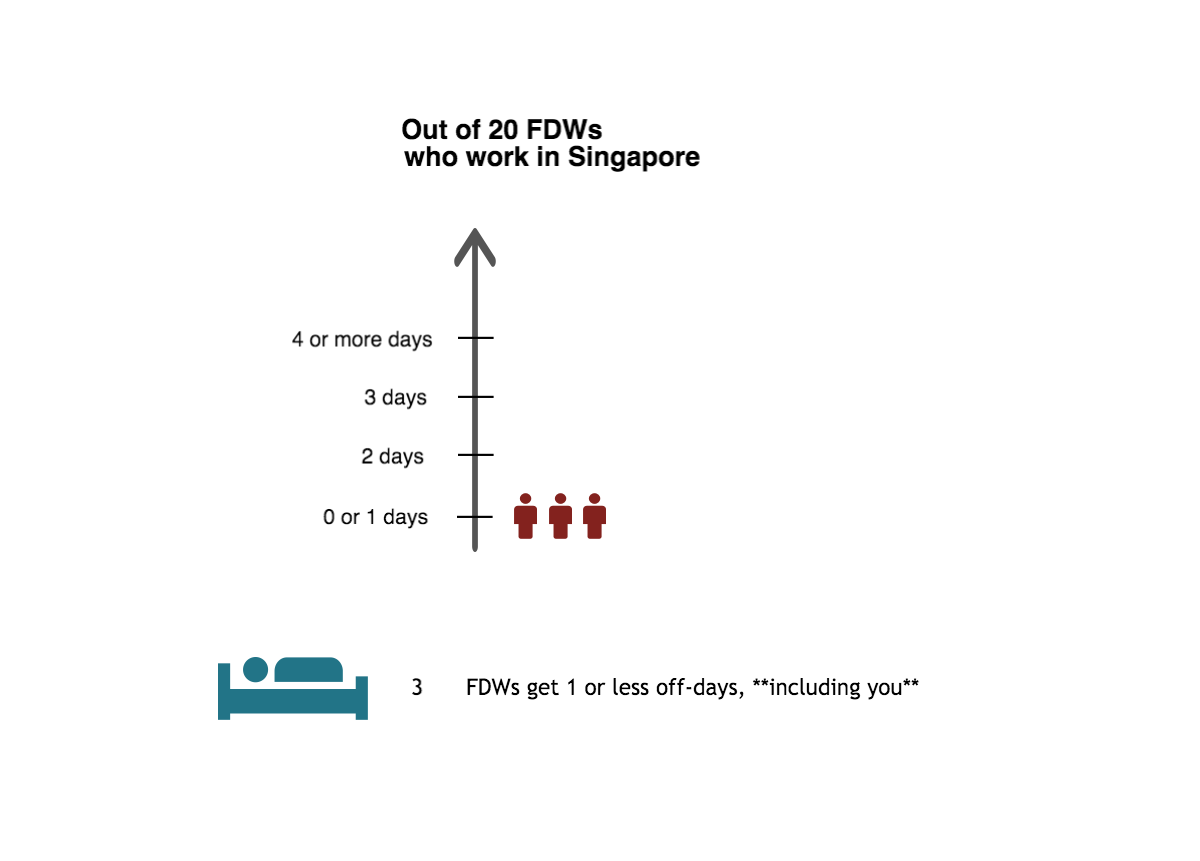 Out of 20 FDWs
who work in Singapore
4 or more days
3 days
2 days
0 or 1 days
3 FDWs get 1 or less off-days, **including you**